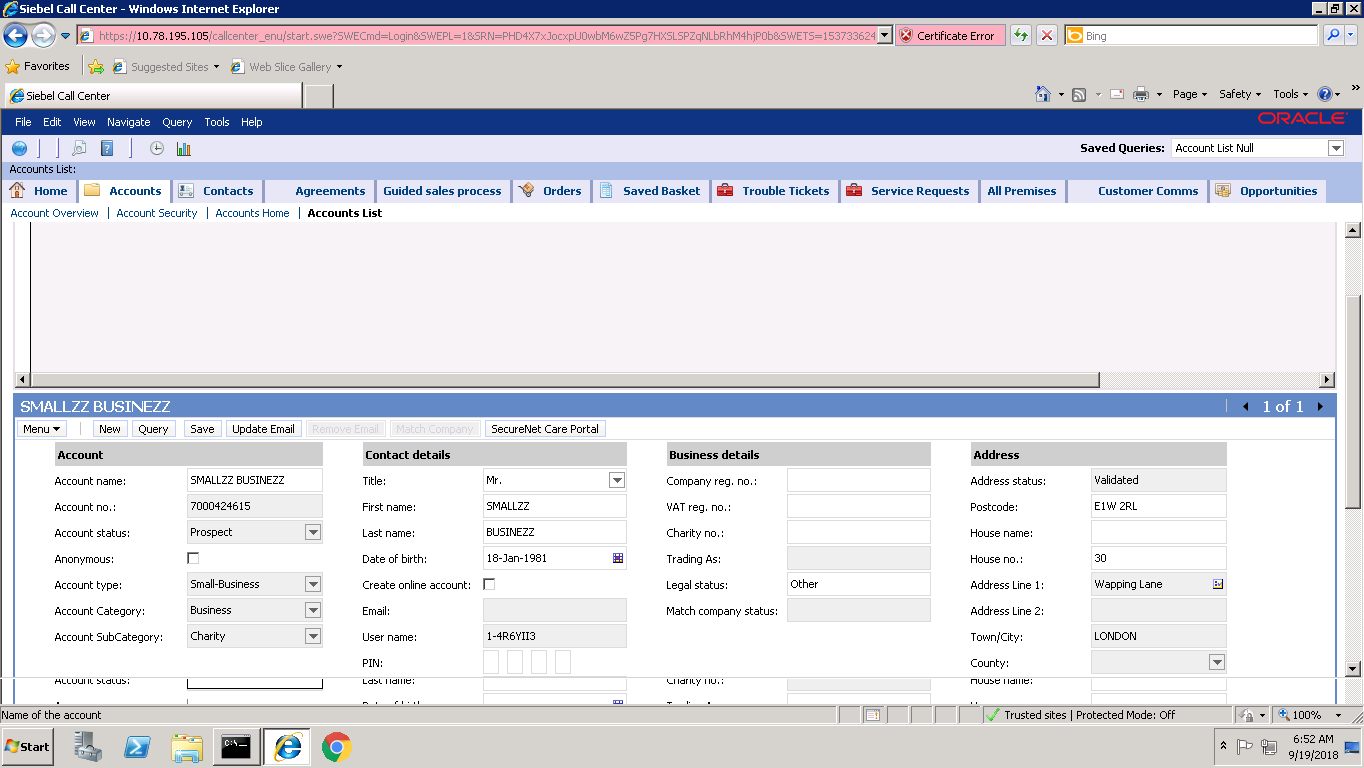 Siebel Call Center - Windows Internet Explorer
https://10.78.195.105/callcenter_enu/start.swe?SWECmd=Login&SWEPL=1&SRN=PHD4X7xJocxpU0wbM6wZ5Pg7HXSLSPZqNLbRhM4hjP0b&SWETS=153733624 Certificate Error Bing
Favorites Suggested Sites Web Slice Gallery
Siebel Call Center Page Safety Tools
File Edit View Navigate Query Tools Help ORACLE
Saved Queries: Account List Null
Accounts List:
Home Accounts Contacts Agreements Guided sales process Orders Saved Basket Trouble Tickets Service Requests All Premises Customer Comms Opportunities
Account Overview | Account Security | Accounts Home | Accounts List
SMALLZZ BUSINEZZ 1 of 1
Menu New Query Save Update Email Remove Email Match Company SecureNet Care Portal
Account Contact details Business details Address
Account name: SMALLZZ BUSINEZZ Title: Mr. Company reg. no.: Address status: Validated
Account no.: 7000424615 First name: SMALLZZ VAT reg. no.: Postcode: E1W 2RL
Account status: Prospect Last name: BUSINEZZ Charity no.: House name:
Anonymous: Date of birth: 18-Jan-1981 Trading As: House no.: 30
Account type: Small-Business Create online account: Legal status: Other Address Line 1: Wapping Lane
Account Category: Business Email: Match company status: Address Line 2:
Account SubCategory: Charity User name: 1-4R6YII3 Town/City: LONDON
PIN: County:
Account status: Last name: Charity no.: House name:
Name of the account Trusted sites | Protected Mode: Off 100%
Start 6:52 AM
9/19/2018